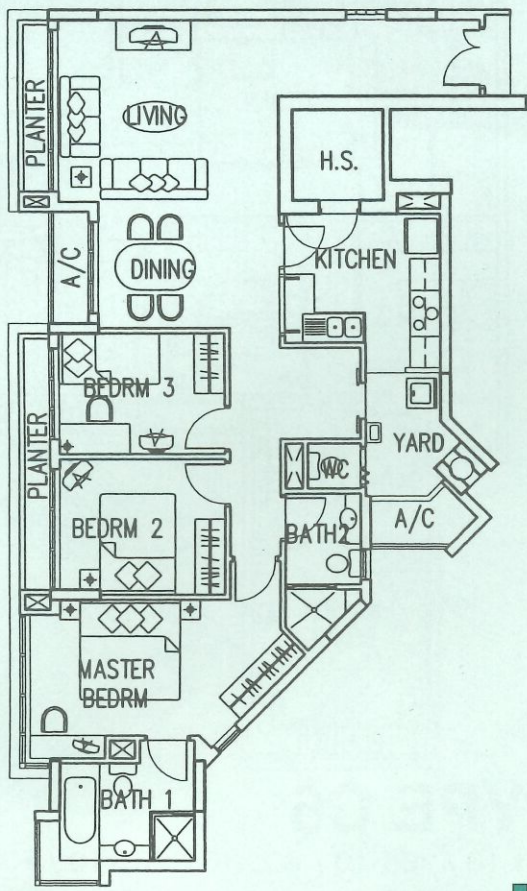 PLANTER
LIVING
H.S.
A/C
DINING
KITCHEN
BEDRM 3
PLANTER
YARD
WC
BEDRM 2
BATH2
A/C
MASTER
BEDRM
BATH 1